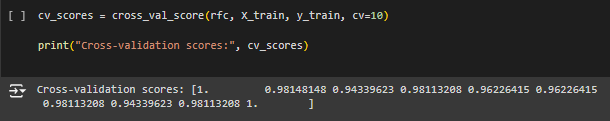 [ ] cv_scores = cross_val_score(rfc, X_train, y_train, cv=10)
print("Cross-validation scores:", cv_scores)
Cross-validation scores: [1.         0.98148148 0.94339623 0.98113208 0.96226415 0.96226415
 0.98113208 0.94339623 0.98113208 1.        ]